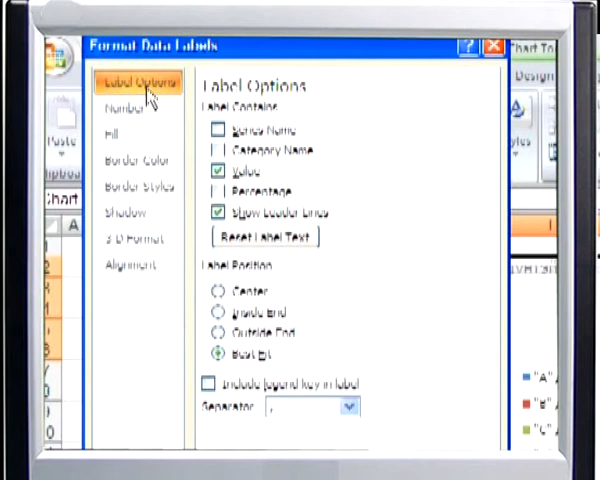 Format Data Labels
Chart To
Label Options
Number
Fill
Border Color
Border Styles
Shadow
3-D Format
Alignment
Label Options
Label Contains
Series Name
Category Name
Value
Percentage
Show Leader Lines
Reset Label Text
Label Position
Center
Inside End
Outside End
Best Fit
Include legend key in label
Separator ,
Design
Paste
Chart
A
"A"
"B"
"C"